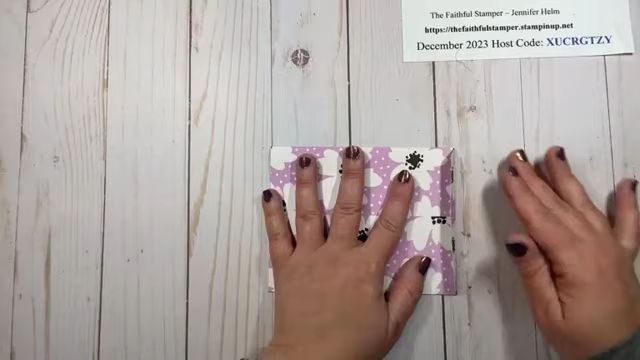 The Faithful Stamper – Jennifer Helm
https://thefaithfulstamper.stampinup.net
December 2023 Host Code: XUCRGTZY